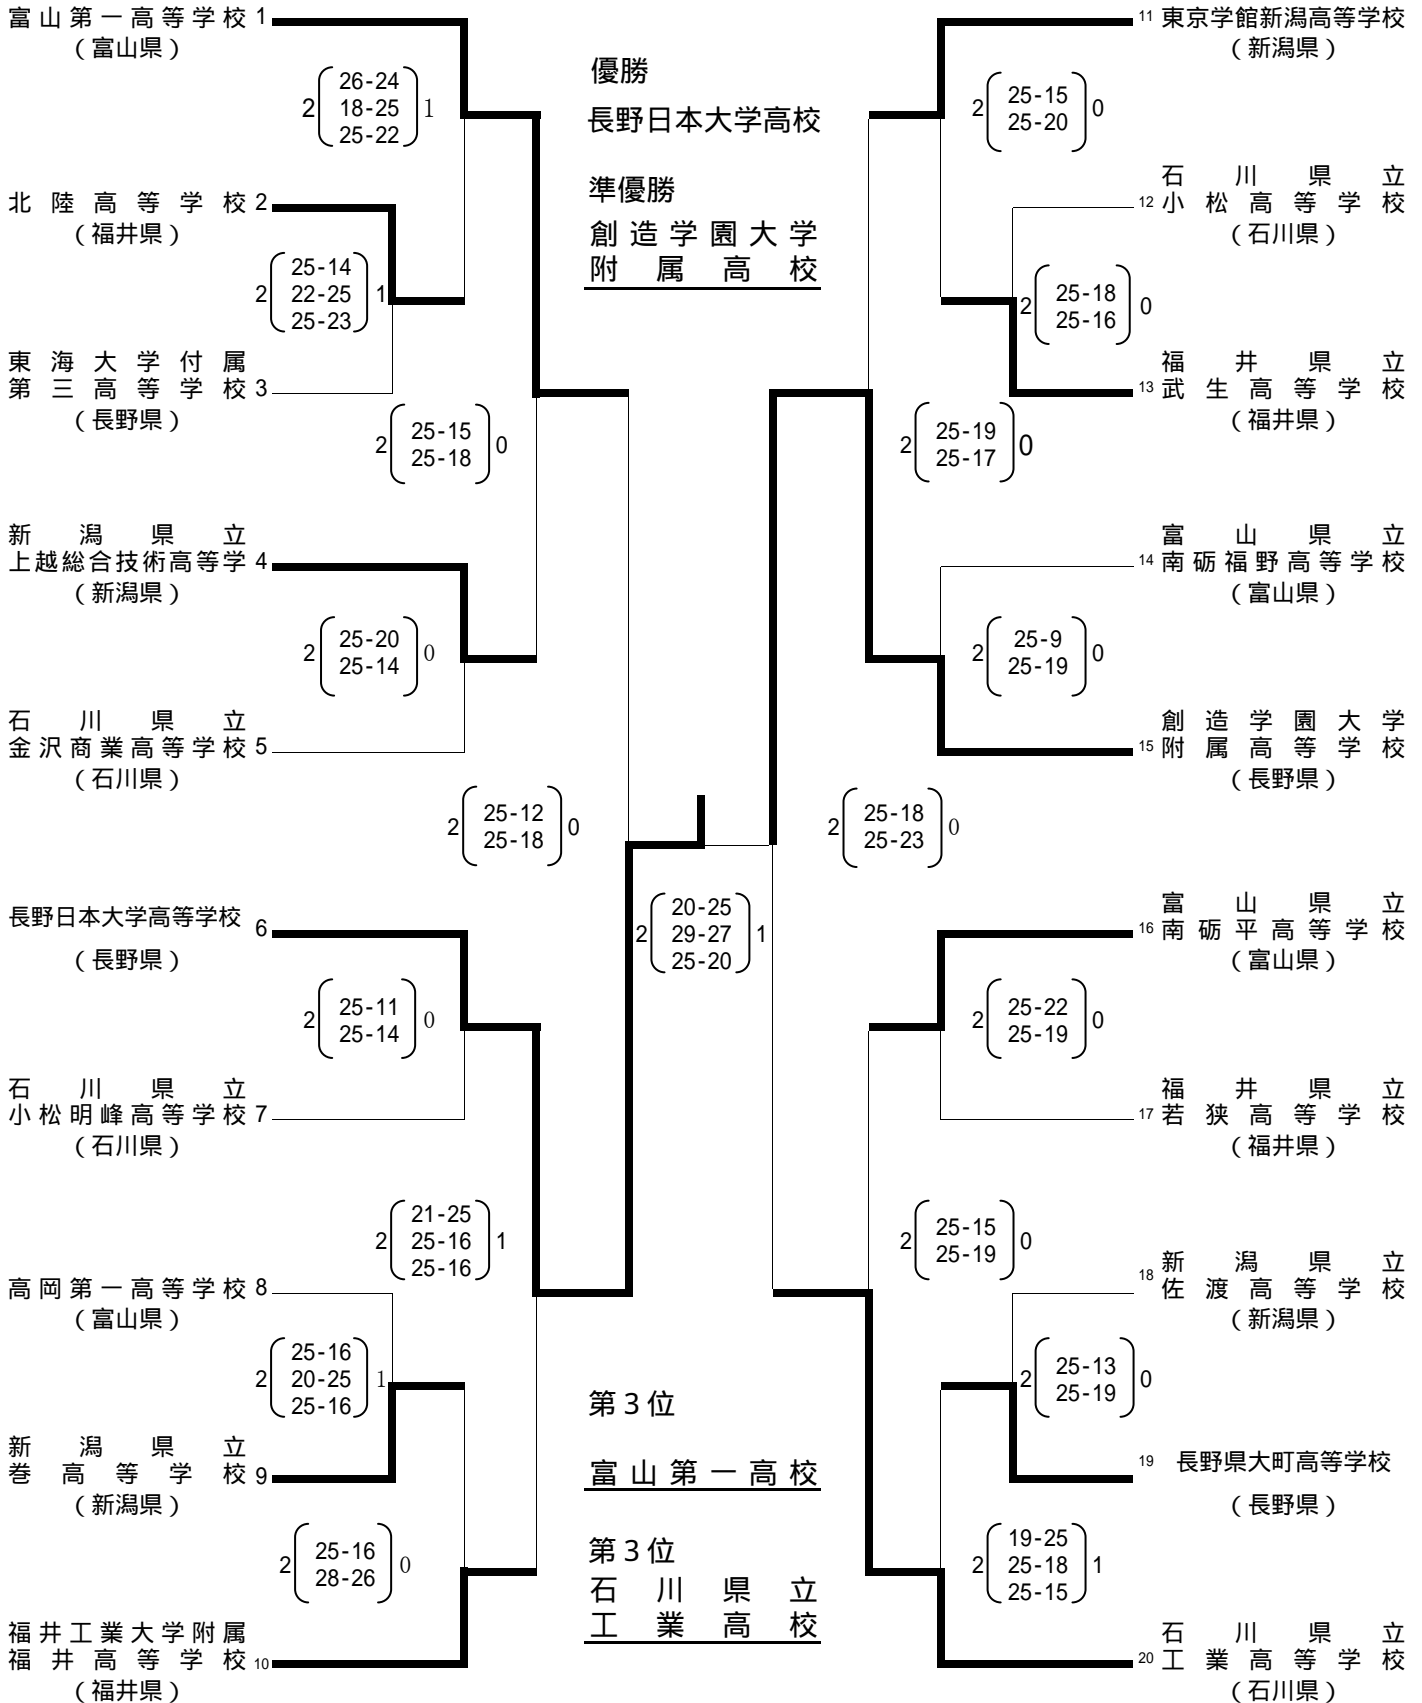 富山第一高等学校 1
（富山県）
2 26-24 1
18-25
25-22
北陸高等学校 2
（福井県）
2 25-14 1
22-25
25-23
東海大学付属
第三高等学校 3
（長野県）
2 25-15 0
25-18
新潟県立
上越総合技術高等学 4
（新潟県）
2 25-20 0
25-14
石川県立
金沢商業高等学校 5
（石川県）
2 25-12 0
25-18
長野日本大学高等学校 6
（長野県）
2 25-11 0
25-14
石川県立
小松明峰高等学校 7
（石川県）
2 21-25 1
25-16
25-16
高岡第一高等学校 8
（富山県）
2 25-16 1
20-25
25-16
新潟県立
巻高等学校 9
（新潟県）
2 25-16 0
28-26
福井工業大学附属
福井高等学校 10
（福井県）
優勝
長野日本大学高校
準優勝
創造学園大学
附属高校
2 20-25 1
29-27
25-20
第３位
富山第一高校
第３位
石川県立
工業高校
11 東京学館新潟高等学校
（新潟県）
2 25-15 0
25-20
石川県立
12 小松高等学校
（石川県）
2 25-18 0
25-16
福井県立
13 武生高等学校
（福井県）
2 25-19 0
25-17
富山県立
14 南砺福野高等学校
（富山県）
2 25-9 0
25-19
創造学園大学
15 附属高等学校
（長野県）
2 25-18 0
25-23
富山県立
16 南砺平高等学校
（富山県）
2 25-22 0
25-19
福井県立
17 若狭高等学校
（福井県）
2 25-15 0
25-19
新潟県立
18 佐渡高等学校
（新潟県）
2 25-13 0
25-19
19 長野県大町高等学校
（長野県）
2 19-25 1
25-18
25-15
石川県立
20 工業高等学校
（石川県）